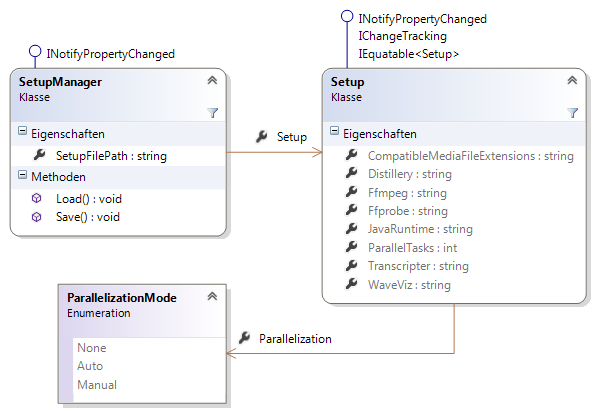 INotifyPropertyChanged
SetupManager
Klasse
Eigenschaften
SetupFilePath : string
Methoden
Load() : void
Save() : void
Setup
INotifyPropertyChanged
IChangeTracking
IEquatable<Setup>
Setup
Klasse
Eigenschaften
CompatibleMediaFileExtensions : string
Distillery : string
Ffmpeg : string
Ffprobe : string
JavaRuntime : string
ParallelTasks : int
Transcripter : string
WaveViz : string
ParallelizationMode
Enumeration
None
Auto
Manual
Parallelization